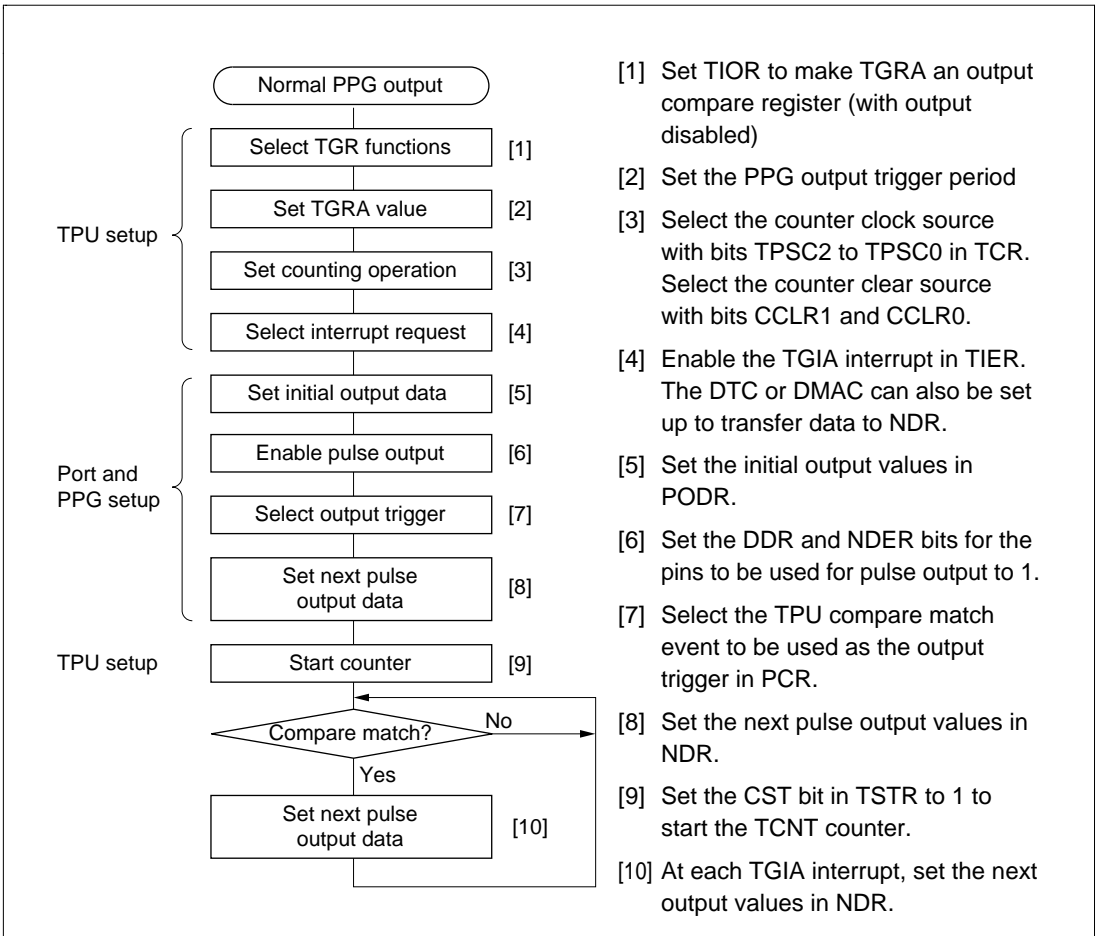 Normal PPG output
Select TGR functions [1]
Set TGRA value [2]
TPU setup
Set counting operation [3]
Select interrupt request [4]
Set initial output data [5]
Enable pulse output [6]
Port and
PPG setup
Select output trigger [7]
Set next pulse
output data
[8]
TPU setup
Start counter [9]
Compare match?
No
Yes
Set next pulse
output data
[10]
[1] Set TIOR to make TGRA an output
compare register (with output
disabled)
[2] Set the PPG output trigger period
[3] Select the counter clock source
with bits TPSC2 to TPSC0 in TCR.
Select the counter clear source
with bits CCLR1 and CCLR0.
[4] Enable the TGIA interrupt in TIER.
The DTC or DMAC can also be set
up to transfer data to NDR.
[5] Set the initial output values in
PODR.
[6] Set the DDR and NDER bits for the
pins to be used for pulse output to 1.
[7] Select the TPU compare match
event to be used as the output
trigger in PCR.
[8] Set the next pulse output values in
NDR.
[9] Set the CST bit in TSTR to 1 to
start the TCNT counter.
[10] At each TGIA interrupt, set the next
output values in NDR.